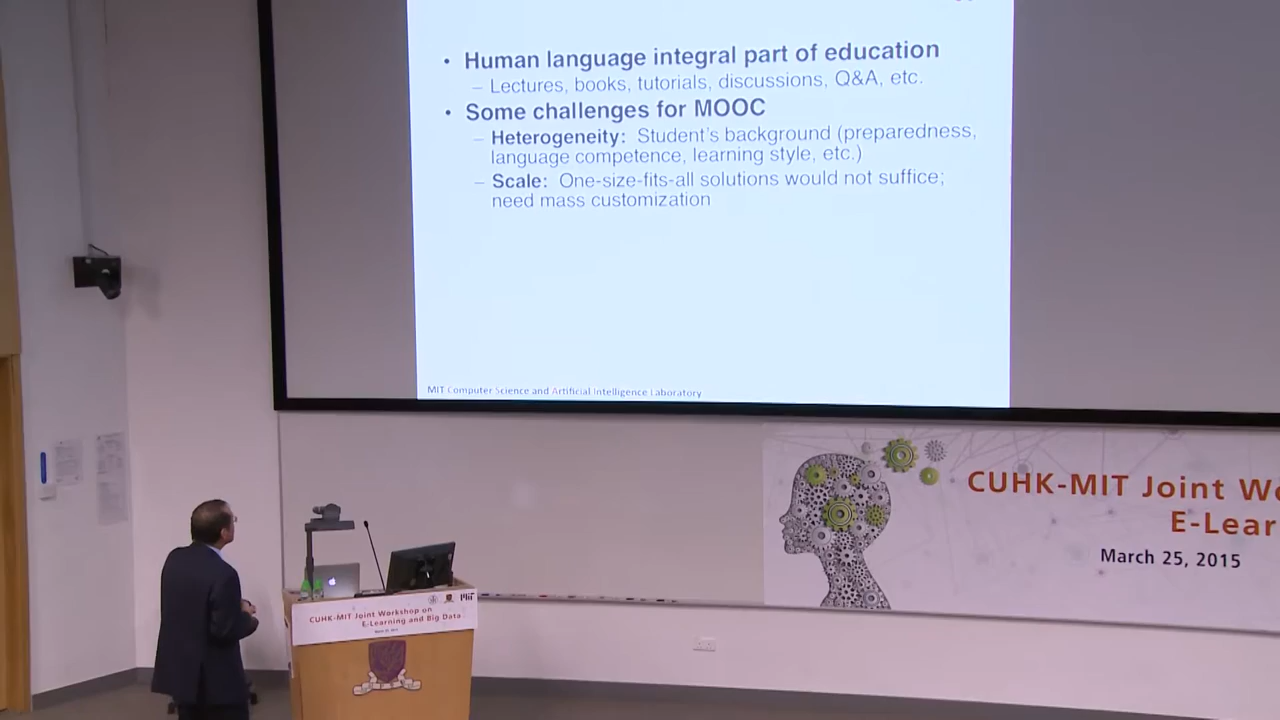 • Human language integral part of education
– Lectures, books, tutorials, discussions, Q&A, etc.
• Some challenges for MOOC
– Heterogeneity: Student's background (preparedness,
language competence, learning style, etc.)
– Scale: One-size-fits-all solutions would not suffice;
need mass customization
MIT Computer Science and Artificial Intelligence Laboratory
CUHK-MIT Joint Wo
E-Lear
March 25, 2015
CUHK-MIT Joint Workshop on
E-Learning and Big Data